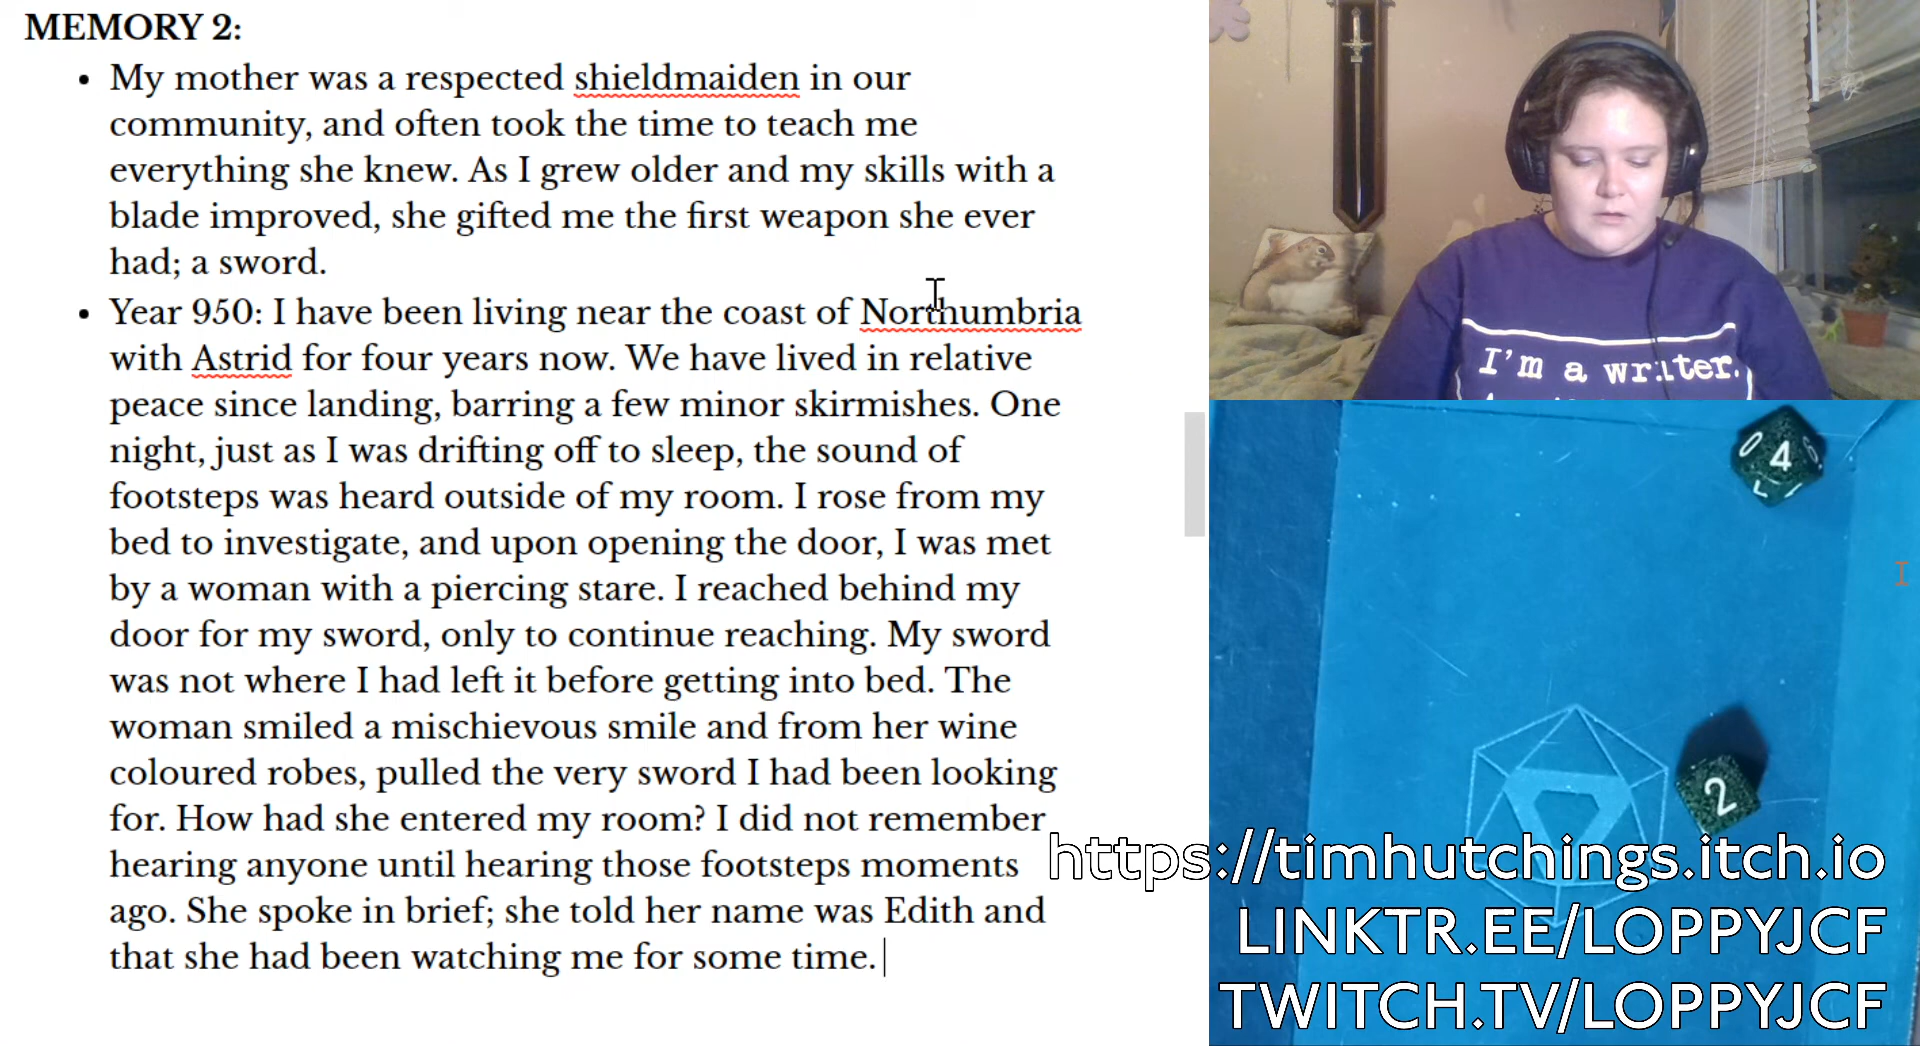 MEMORY 2:
• My mother was a respected shieldmaiden in our
community, and often took the time to teach me
everything she knew. As I grew older and my skills with a
blade improved, she gifted me the first weapon she ever
had; a sword.
• Year 950: I have been living near the coast of Northumbria
with Astrid for four years now. We have lived in relative
peace since landing, barring a few minor skirmishes. One
night, just as I was drifting off to sleep, the sound of
footsteps was heard outside of my room. I rose from my
bed to investigate, and upon opening the door, I was met
by a woman with a piercing stare. I reached behind my
door for my sword, only to continue reaching. My sword
was not where I had left it before getting into bed. The
woman smiled a mischievous smile and from her wine
coloured robes, pulled the very sword I had been looking
for. How had she entered my room? I did not remember
hearing anyone until hearing those footsteps moments
ago. She spoke in brief; she told her name was Edith and
that she had been watching me for some time.
I'm a writer.
0 4
2
https://timhutchings.itch.io
LINKTR.EE/LOPPYJCF
TWITCH.TV/LOPPYJCF